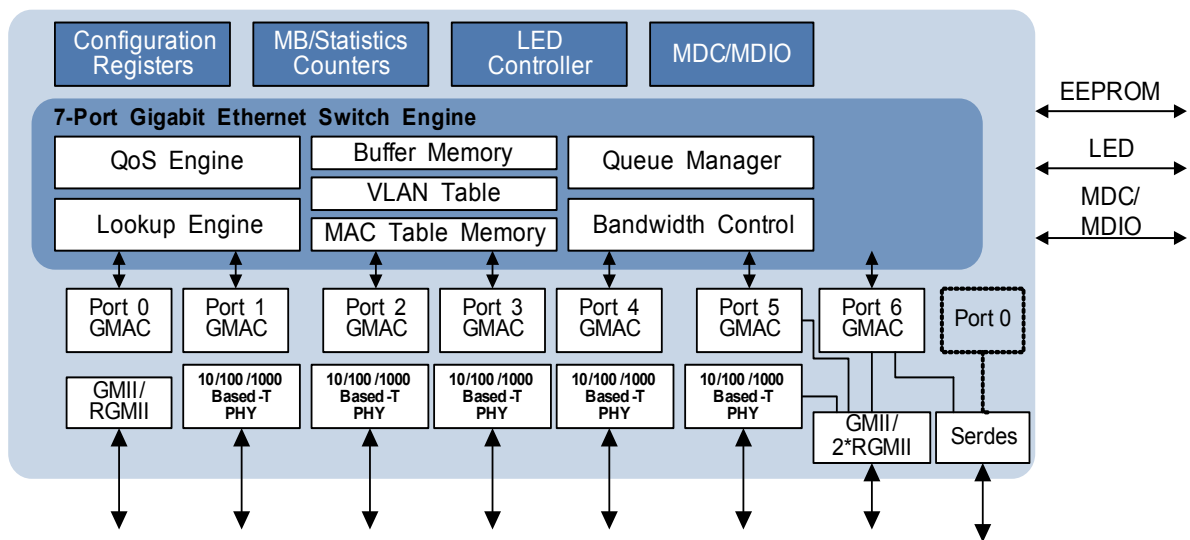 Configuration
Registers
MB/Statistics
Counters
LED
Controller
MDC/MDIO
EEPROM
LED
MDC/
MDIO
7-Port Gigabit Ethernet Switch Engine
QoS Engine
Buffer Memory
Queue Manager
VLAN Table
Lookup Engine
MAC Table Memory
Bandwidth Control
Port 0
GMAC
Port 1
GMAC
Port 2
GMAC
Port 3
GMAC
Port 4
GMAC
Port 5
GMAC
Port 6
GMAC
Port 0
GMII/
RGMII
10/100/1000
Based-T
PHY
10/100/1000
Based-T
PHY
10/100/1000
Based-T
PHY
10/100/1000
Based-T
PHY
10/100/1000
Based-T
PHY
GMII/
2*RGMII
Serdes